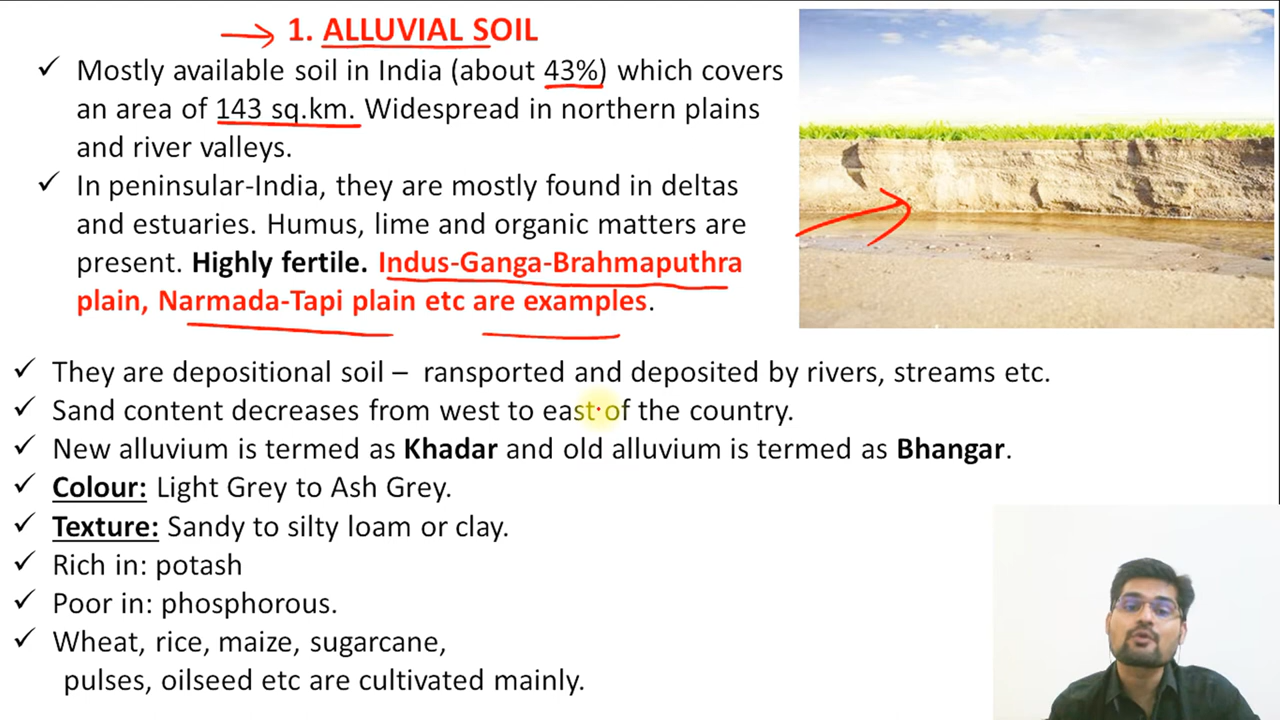 1. ALLUVIAL SOIL
✓ Mostly available soil in India (about 43%) which covers
an area of 143 sq.km. Widespread in northern plains
and river valleys.
✓ In peninsular-India, they are mostly found in deltas
and estuaries. Humus, lime and organic matters are
present. Highly fertile. Indus-Ganga-Brahmaputhra
plain, Narmada-Tapi plain etc are examples.
✓ They are depositional soil – ransported and deposited by rivers, streams etc.
✓ Sand content decreases from west to east of the country.
✓ New alluvium is termed as Khadar and old alluvium is termed as Bhangar.
✓ Colour: Light Grey to Ash Grey.
✓ Texture: Sandy to silty loam or clay.
✓ Rich in: potash
✓ Poor in: phosphorous.
✓ Wheat, rice, maize, sugarcane,
pulses, oilseed etc are cultivated mainly.